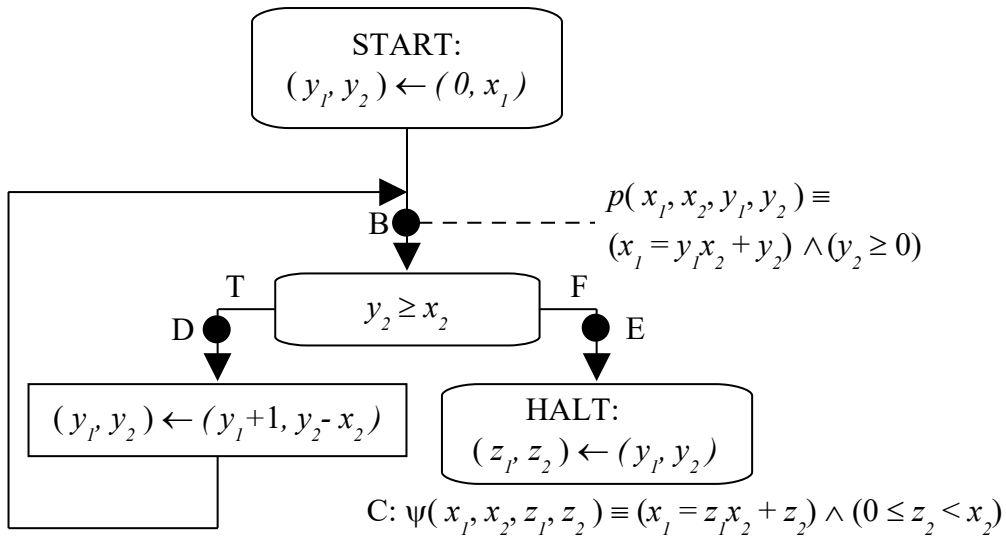 START:
( y₁, y₂ ) ← ( 0, x₁ )
B
p( x₁, x₂, y₁, y₂ ) ≡
(x₁ = y₁x₂ + y₂) ∧ (y₂ ≥ 0)
T
y₂ ≥ x₂
F
D
E
( y₁, y₂ ) ← (y₁+1, y₂- x₂)
HALT:
( z₁, z₂ ) ← (y₁, y₂ )
C: ψ( x₁, x₂, z₁, z₂ ) ≡ (x₁ = z₁x₂ + z₂) ∧ (0 ≤ z₂ < x₂)